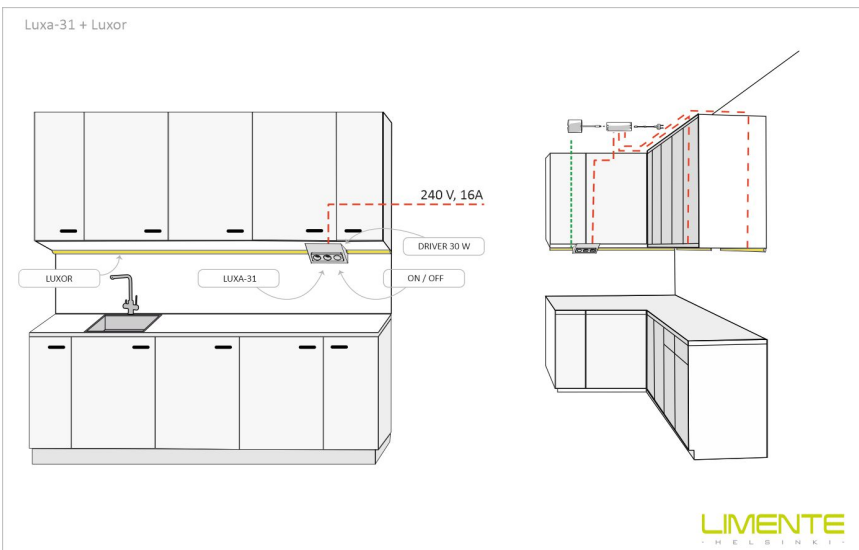 Luxa-31 + Luxor
240 V, 16A
DRIVER 30 W
LUXOR
LUXA-31
ON / OFF
LIMENTE
· HELSINKI ·